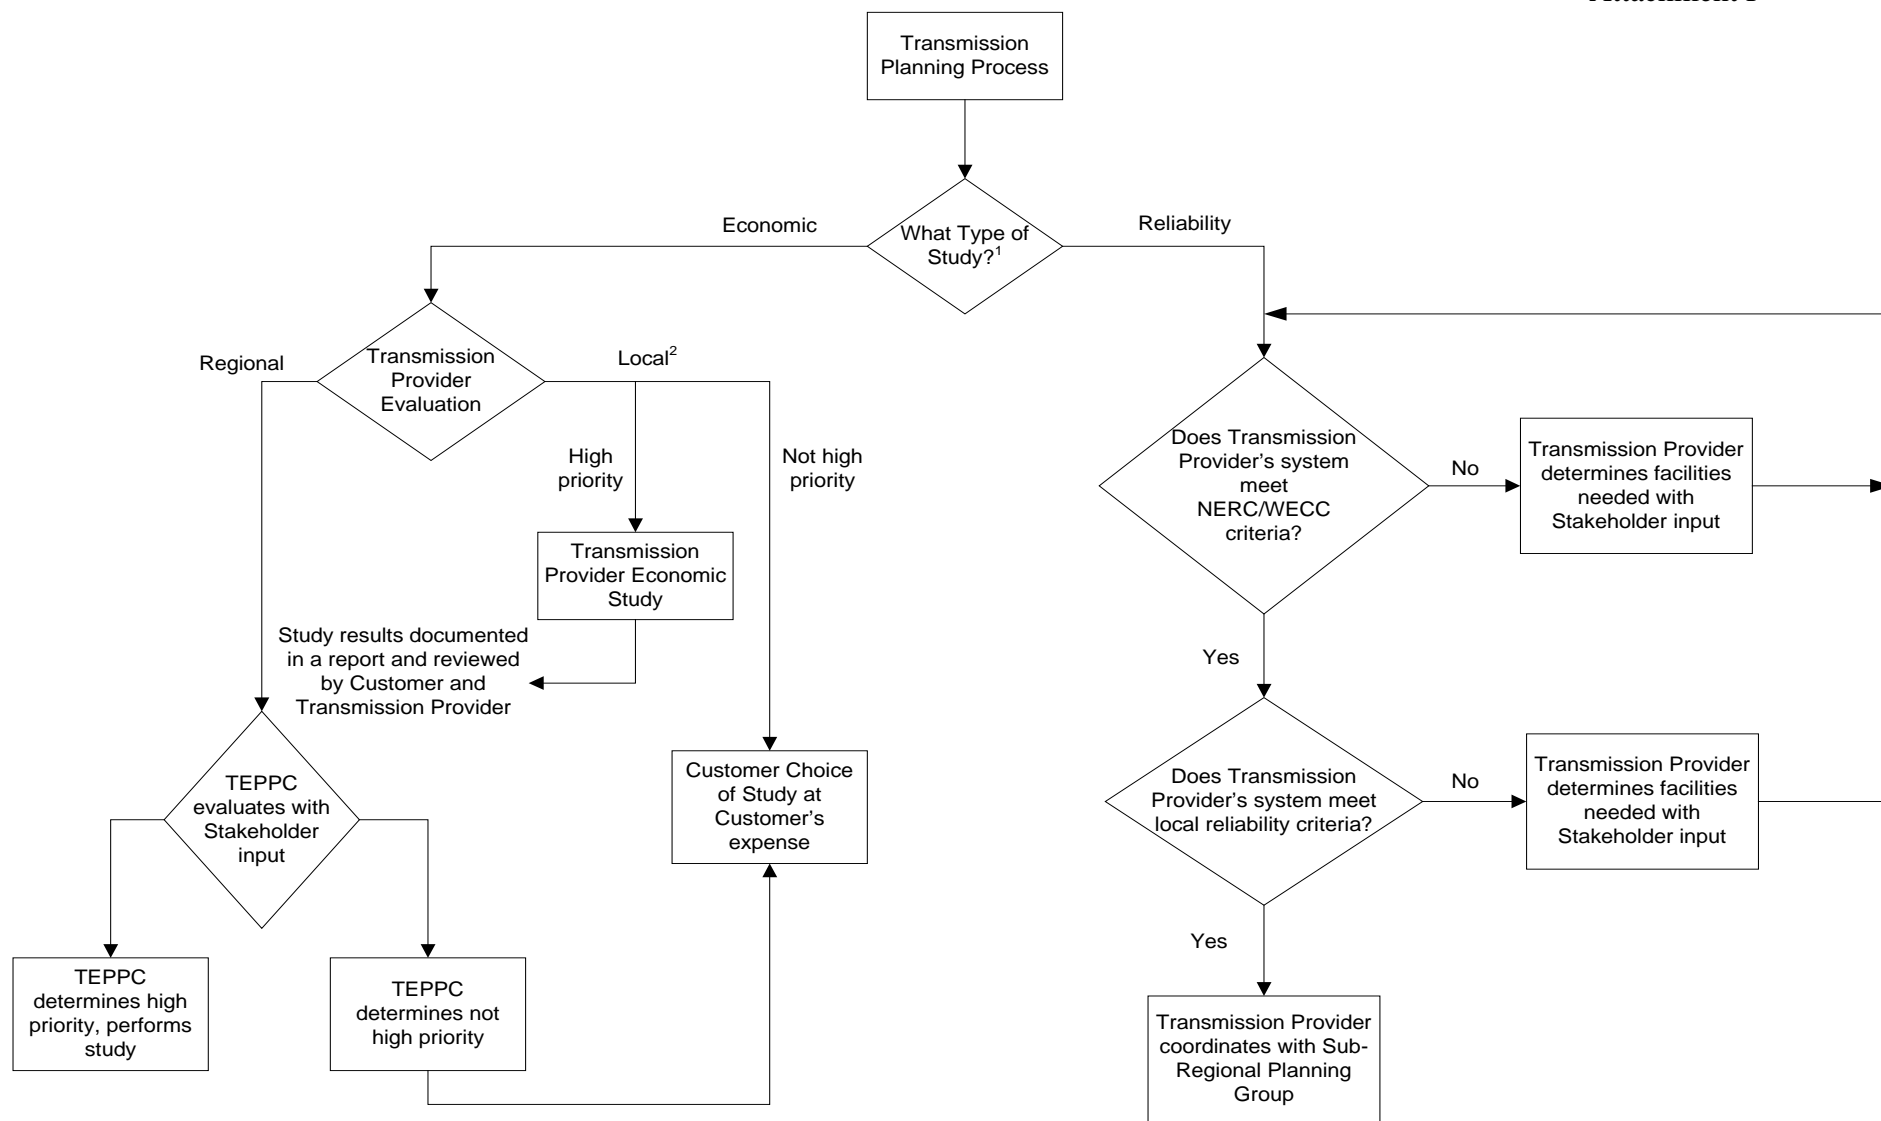 Transmission
Planning Process
Economic
What Type of
Study?1
Reliability
Regional
Transmission
Provider
Evaluation
Local2
High
priority
Not high
priority
Does Transmission
Provider's system
meet
NERC/WECC
criteria?
No
Transmission Provider
determines facilities
needed with
Stakeholder input
Transmission
Provider Economic
Study
Study results documented
in a report and reviewed
by Customer and
Transmission Provider
Yes
TEPPC
evaluates with
Stakeholder
input
Customer Choice
of Study at
Customer's
expense
Does Transmission
Provider's system meet
local reliability criteria?
No
Transmission Provider
determines facilities
needed with
Stakeholder input
Yes
TEPPC
determines high
priority, performs
study
TEPPC
determines not
high priority
Transmission Provider
coordinates with Sub-
Regional Planning
Group